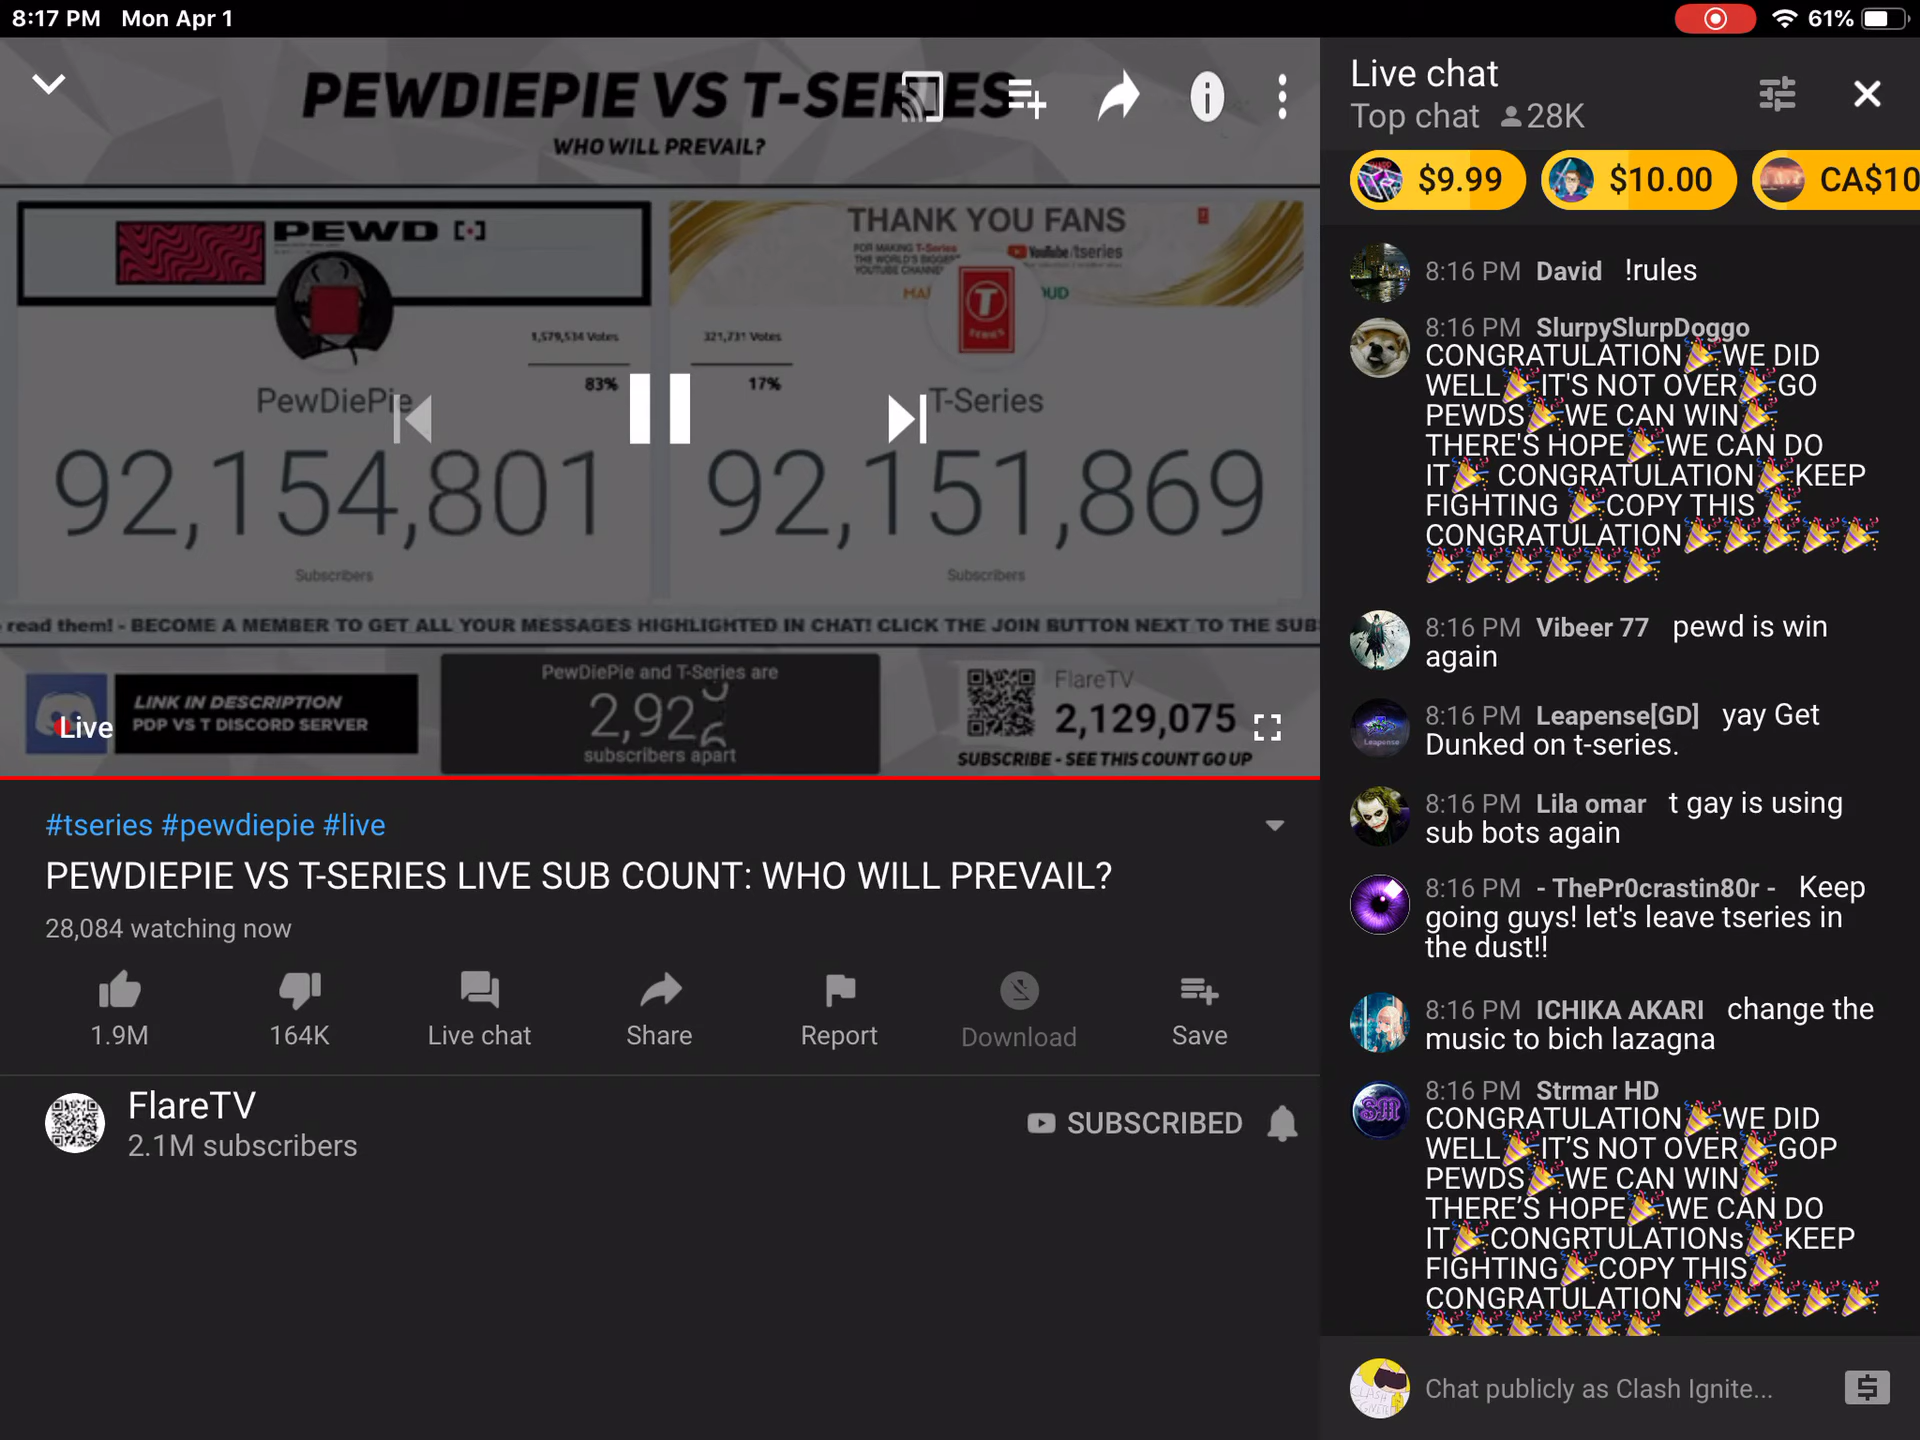 8:17 PM Mon Apr 1
61%
PEWDIEPIE VS T-SERIES
WHO WILL PREVAIL?
PEWD
THANK YOU FANS
FOR MAKING T-Series
THE WORLD'S BIGGEST
YOUTUBE CHANNEL
YouTube/tseries
T
SERIES
1,579,534 Votes
83%
321,731 Votes
17%
PewDiePie
T-Series
92,154,801
92,151,869
Subscribers
Subscribers
read them! - BECOME A MEMBER TO GET ALL YOUR MESSAGES HIGHLIGHTED IN CHAT! CLICK THE JOIN BUTTON NEXT TO THE SUB
LINK IN DESCRIPTION
PDP VS T DISCORD SERVER
Live
PewDiePie and T-Series are
2,92
subscribers apart
FlareTV
2,129,075
SUBSCRIBE - SEE THIS COUNT GO UP
#tseries #pewdiepie #live
PEWDIEPIE VS T-SERIES LIVE SUB COUNT: WHO WILL PREVAIL?
28,084 watching now
1.9M
164K
Live chat
Share
Report
Download
Save
FlareTV
2.1M subscribers
SUBSCRIBED
Live chat
Top chat 28K
$9.99
$10.00
CA$10
8:16 PM David !rules
8:16 PM SlurpySlurpDoggo
CONGRATULATION🎉WE DID
WELL🎉IT'S NOT OVER🎉GO
PEWDS🎉WE CAN WIN🎉
THERE'S HOPE🎉WE CAN DO
IT🎉 CONGRATULATION🎉KEEP
FIGHTING 🎉COPY THIS 🎉
CONGRATULATION🎉🎉🎉🎉🎉
🎉🎉🎉🎉🎉🎉
8:16 PM Vibeer 77 pewd is win
again
8:16 PM Leapense[GD] yay Get
Dunked on t-series.
8:16 PM Lila omar t gay is using
sub bots again
8:16 PM - ThePr0crastin80r - Keep
going guys! let's leave tseries in
the dust!!
8:16 PM ICHIKA AKARI change the
music to bich lazagna
8:16 PM Strmar HD
CONGRATULATION🎉WE DID
WELL🎉IT’S NOT OVER🎉GOP
PEWDS🎉WE CAN WIN🎉
THERE’S HOPE🎉WE CAN DO
IT🎉CONGRTULATIONs🎉KEEP
FIGHTING🎉COPY THIS🎉
CONGRATULATION🎉🎉🎉🎉🎉
🎉🎉🎉🎉🎉🎉
Chat publicly as Clash Ignite...